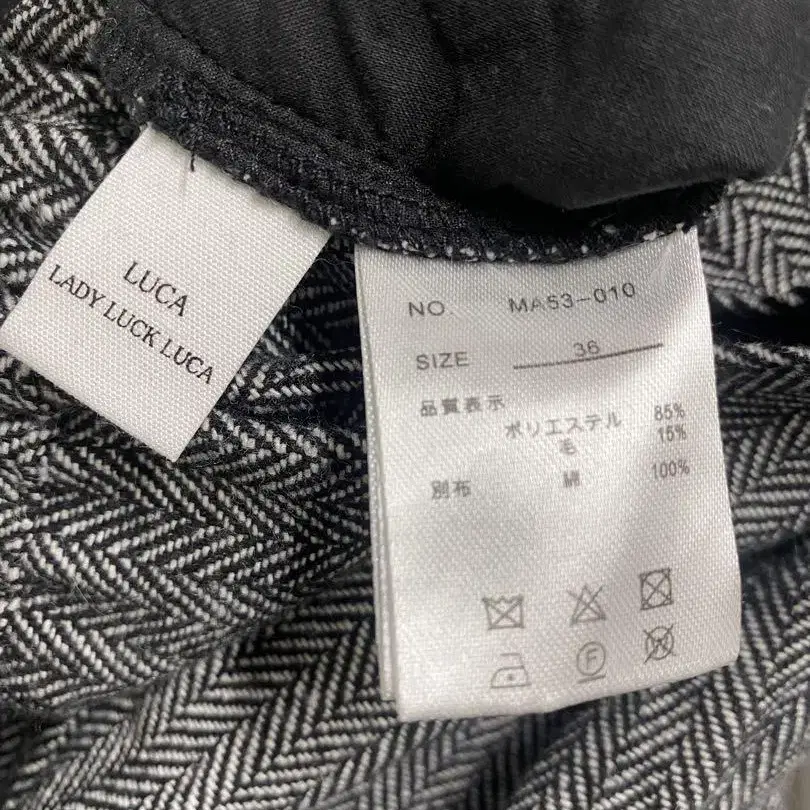 LUCA
LADY LUCK LUCA
NO. MA53-010
SIZE 36
品質表示
ポリエステル 85%
毛 15%
別布 綿 100%
F